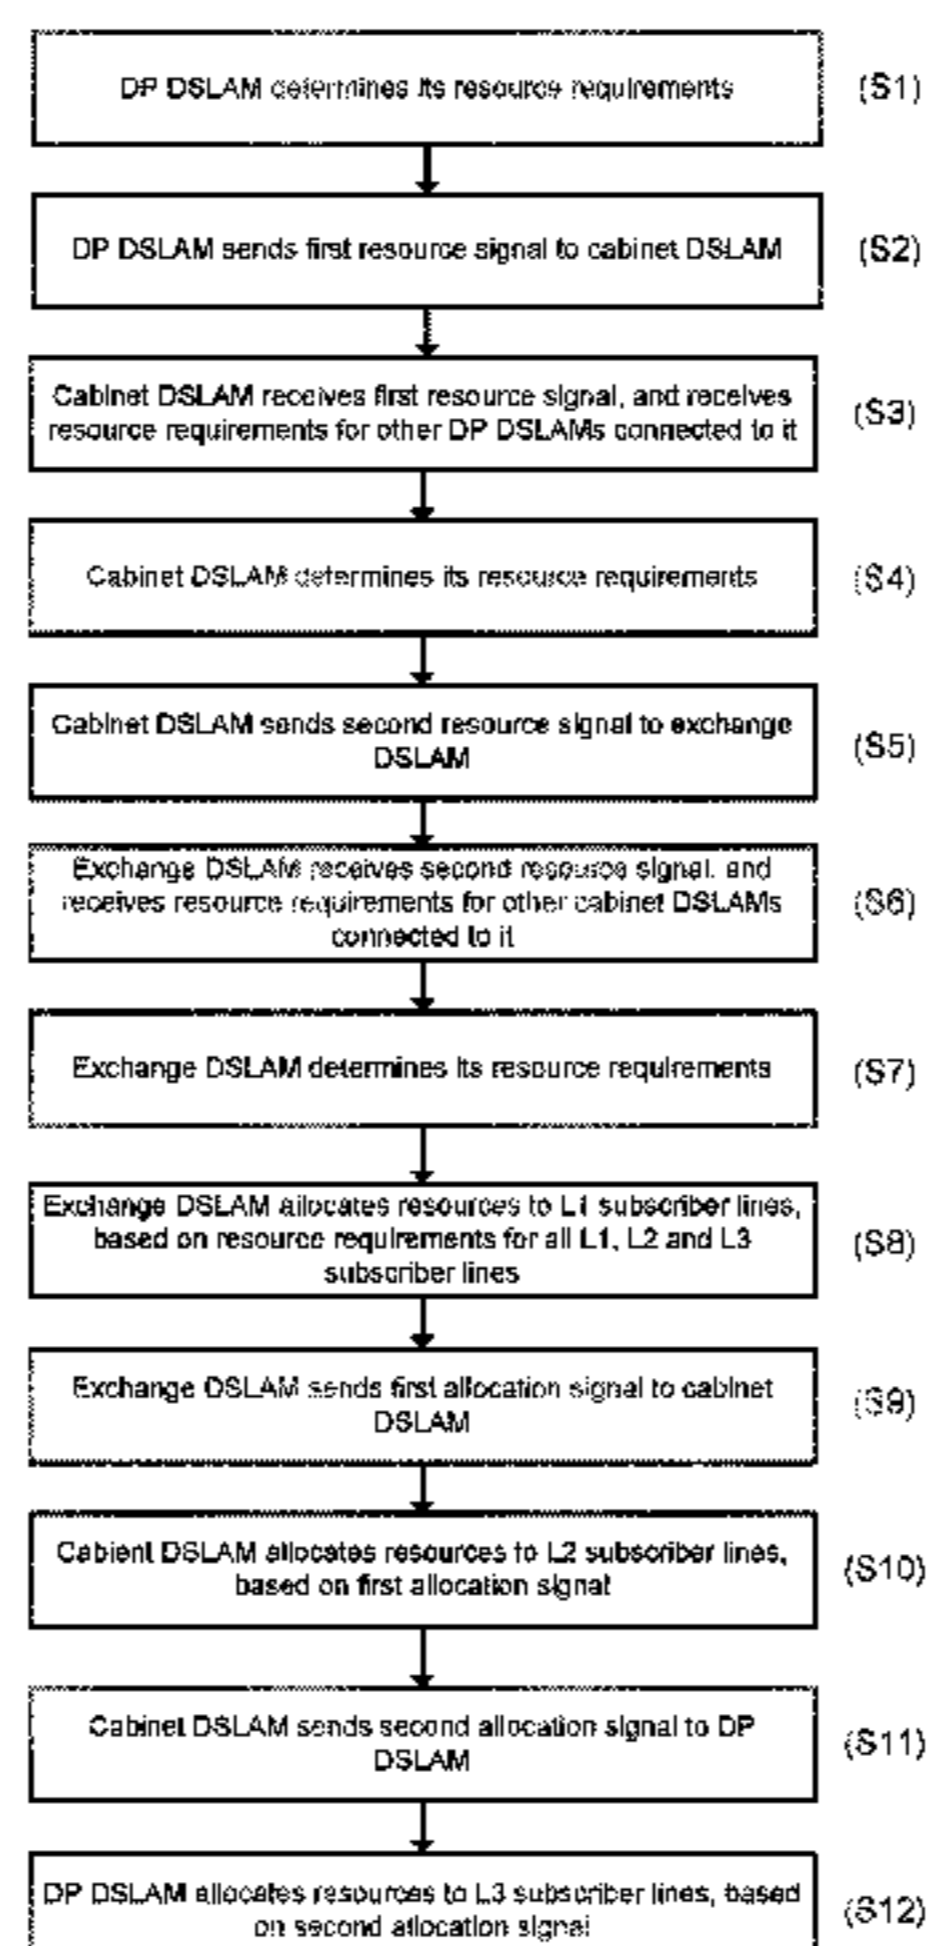 DP DSLAM determines its resource requirements
(S1)
DP DSLAM sends first resource signal to cabinet DSLAM
(S2)
Cabinet DSLAM receives first resource signal, and receives
resource requirements for other DP DSLAMs connected to it
(S3)
Cabinet DSLAM determines its resource requirements
(S4)
Cabinet DSLAM sends second resource signal to exchange
DSLAM
(S5)
Exchange DSLAM receives second resource signal, and
receives resource requirements for other cabinet DSLAMs
connected to it
(S6)
Exchange DSLAM determines its resource requirements
(S7)
Exchange DSLAM allocates resources to L1 subscriber lines,
based on resource requirements for all L1, L2 and L3
subscriber lines
(S8)
Exchange DSLAM sends first allocation signal to cabinet
DSLAM
(S9)
Cabient DSLAM allocates resources to L2 subscriber lines,
based on first allocation signal
(S10)
Cabinet DSLAM sends second allocation signal to DP
DSLAM
(S11)
DP DSLAM allocates resources to L3 subscriber lines, based
on second allocation signal
(S12)